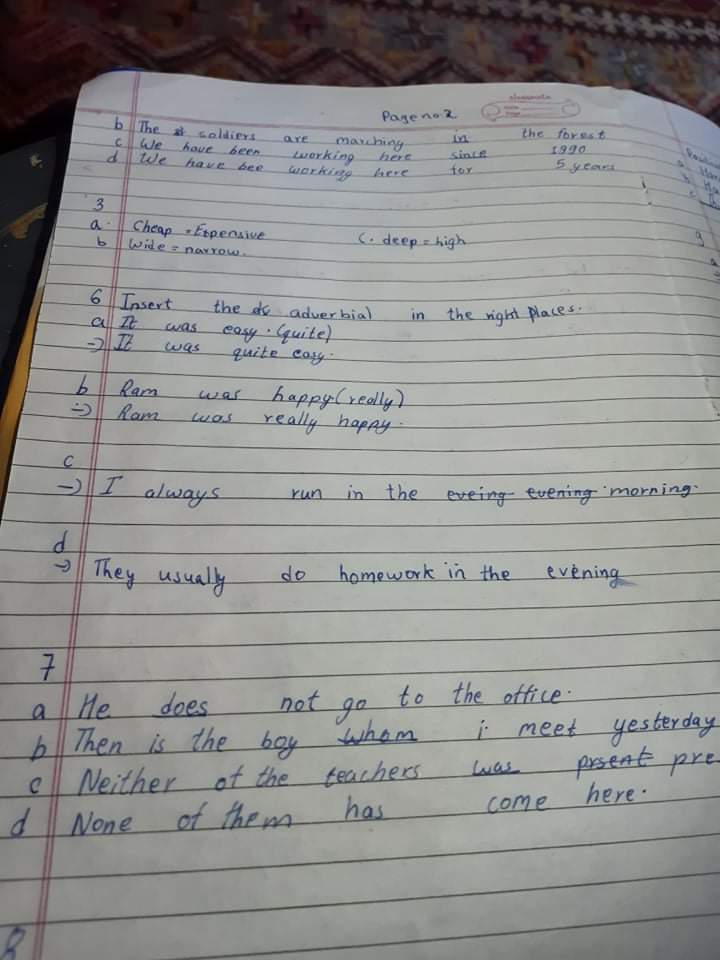 Page no. 2
classmate
b The soldiers are marching in the forest
c We have been working here since 1990
d We have bee working here for 5 years
3
a. Cheap = Expensive
b Wide = narrow. C. deep = high
6 Insert the adverbial in the right places.
a It was easy. (quite)
→ It was quite easy.
b Ram was happy (really)
→ Ram was really happy.
c
→ I always run in the eveing evening morning.
d
→ They usually do homework in the evening
7
a He does not go to the office.
b Then is the boy whom i meet yesterday
c Neither of the teachers was prsent pre
d None of them has come here.
8